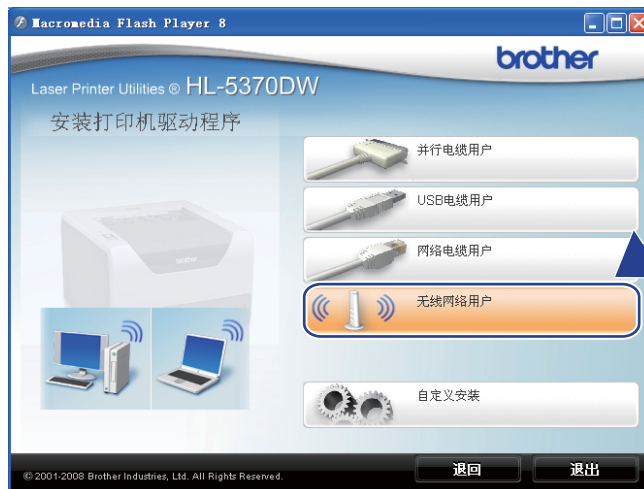 Macromedia Flash Player 8
brother
Laser Printer Utilities ® HL-5370DW
安装打印机驱动程序
并行电缆用户
USB电缆用户
网络电缆用户
无线网络用户
自定义安装
© 2001-2008 Brother Industries, Ltd. All Rights Reserved.
退回
退出